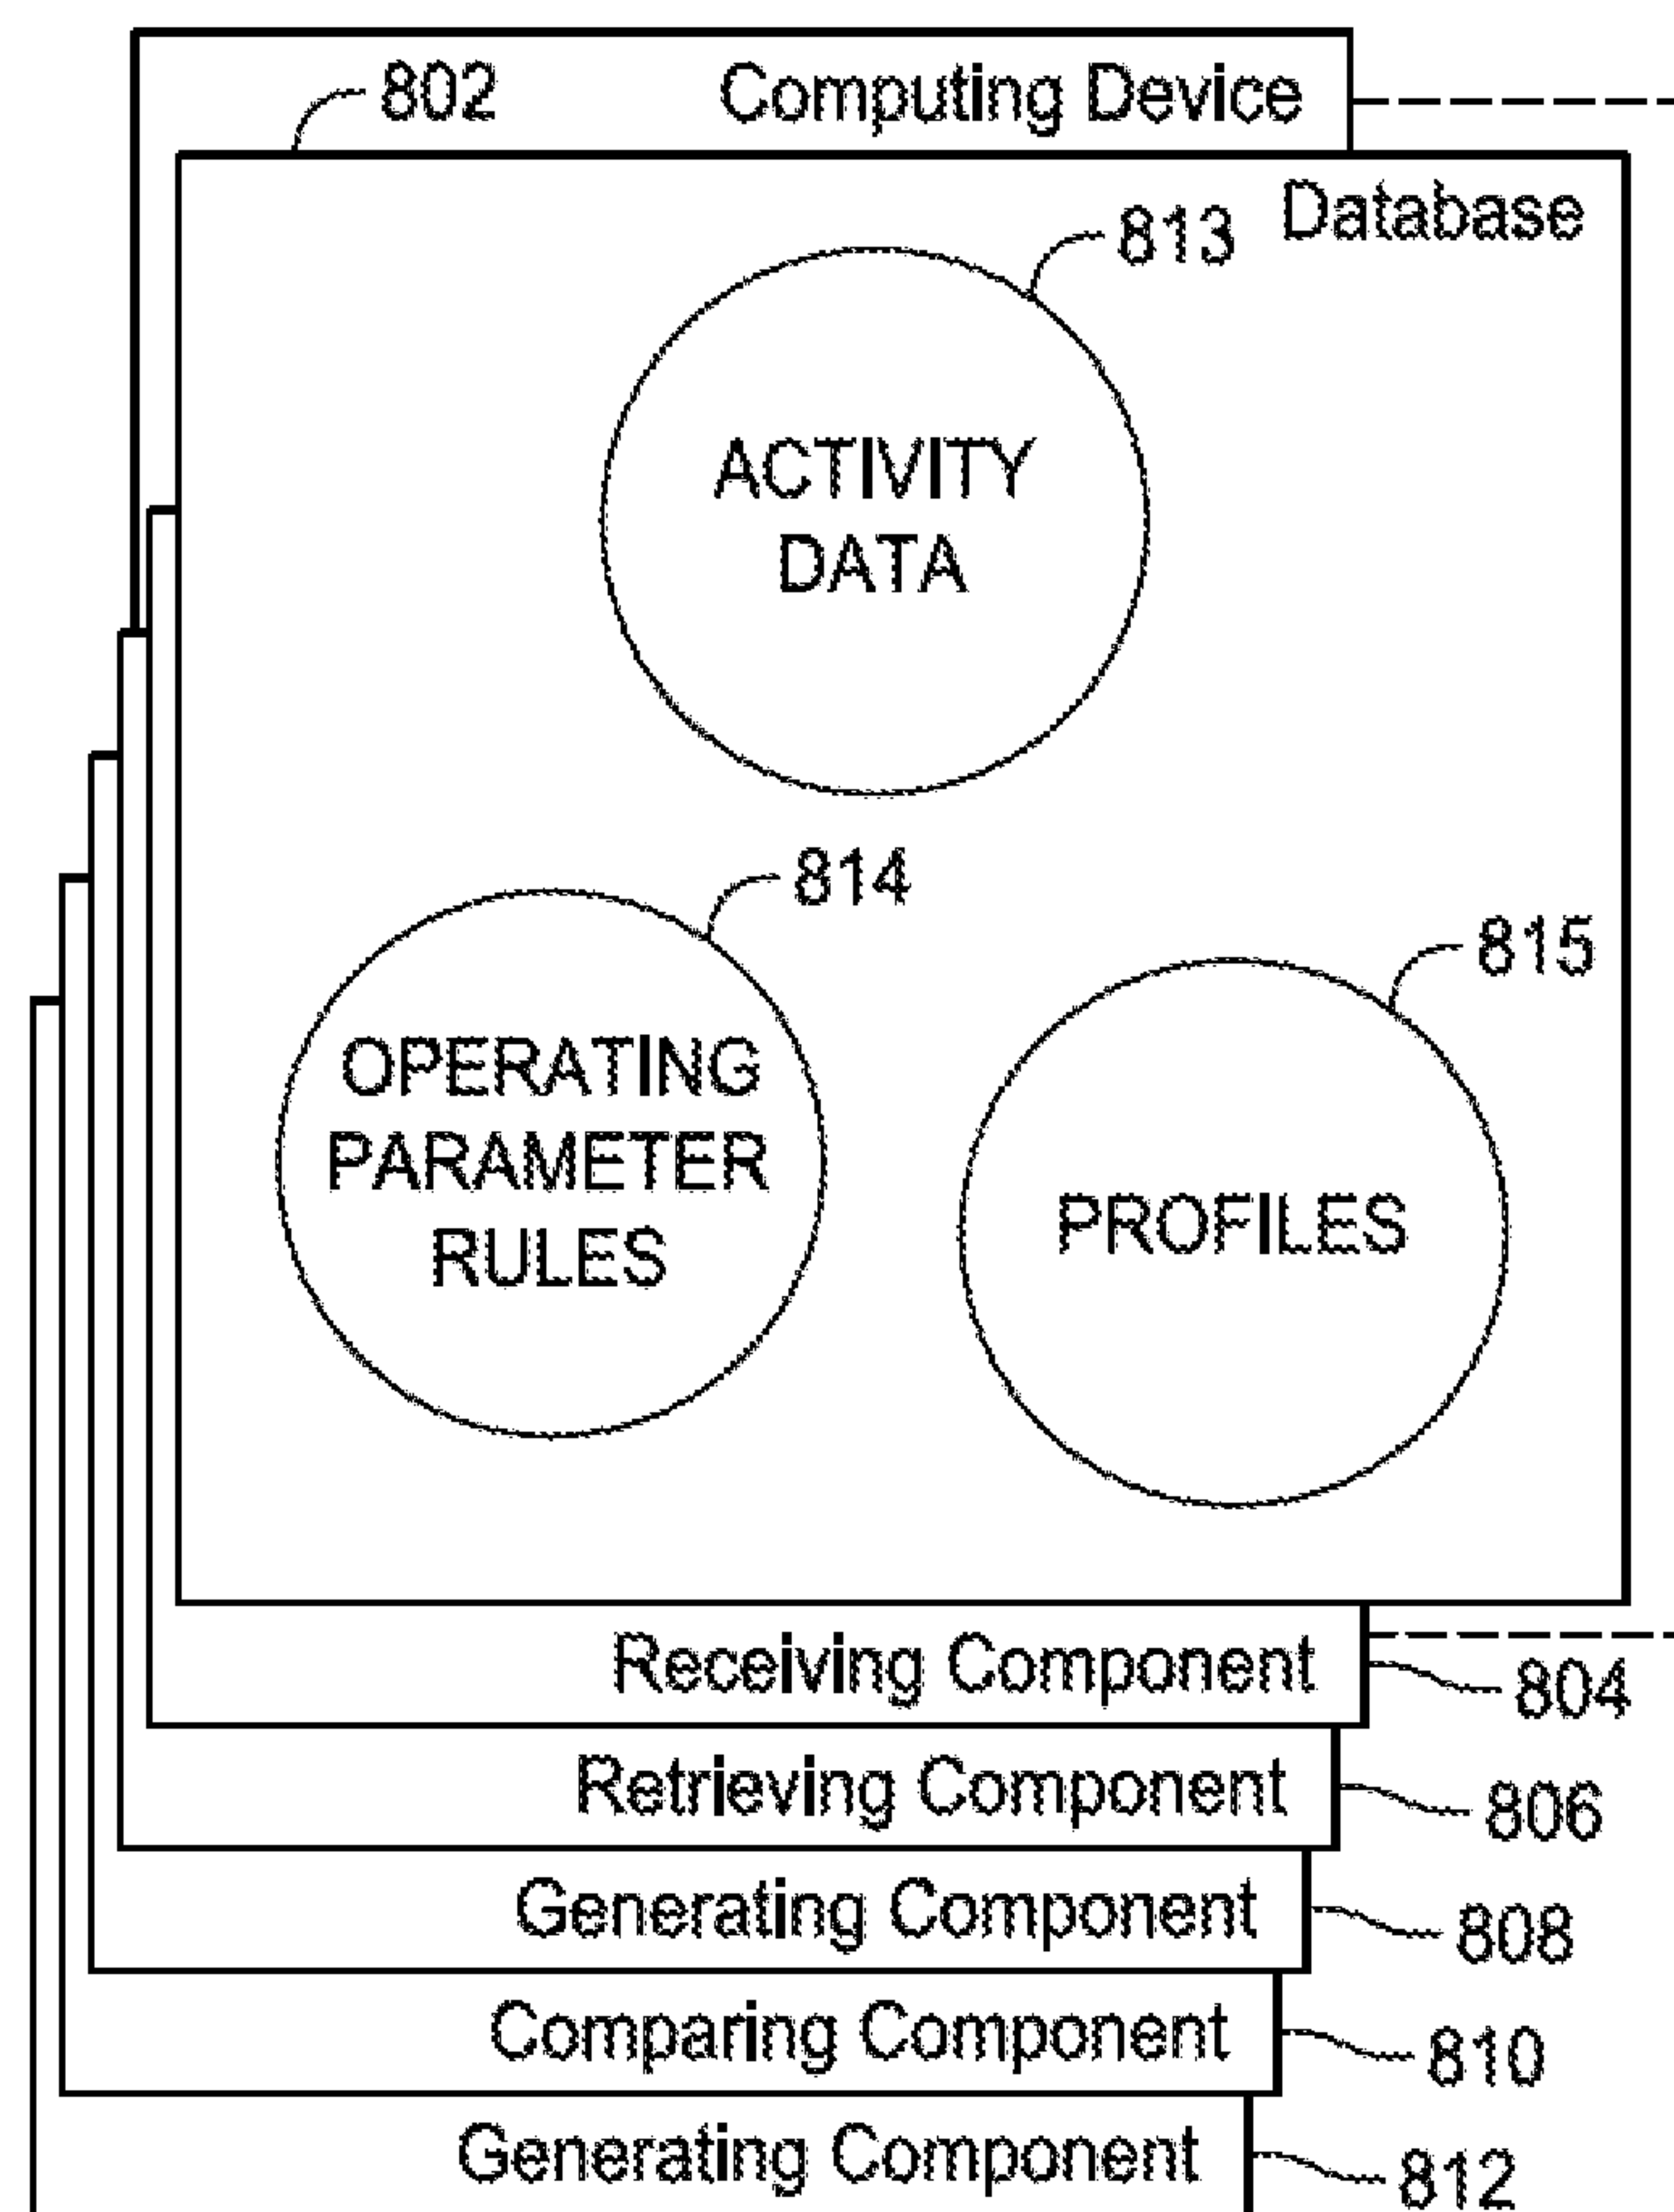 802 Computing Device
Database
813
ACTIVITY
DATA
814
815
OPERATING
PARAMETER
RULES
PROFILES
Receiving Component
804
Retrieving Component
806
Generating Component
808
Comparing Component
810
Generating Component
812